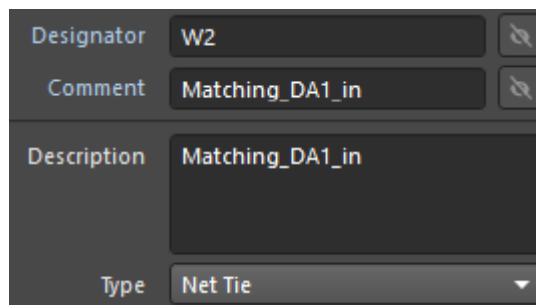 Designator W2
Comment Matching_DA1_in
Description Matching_DA1_in
Type Net Tie